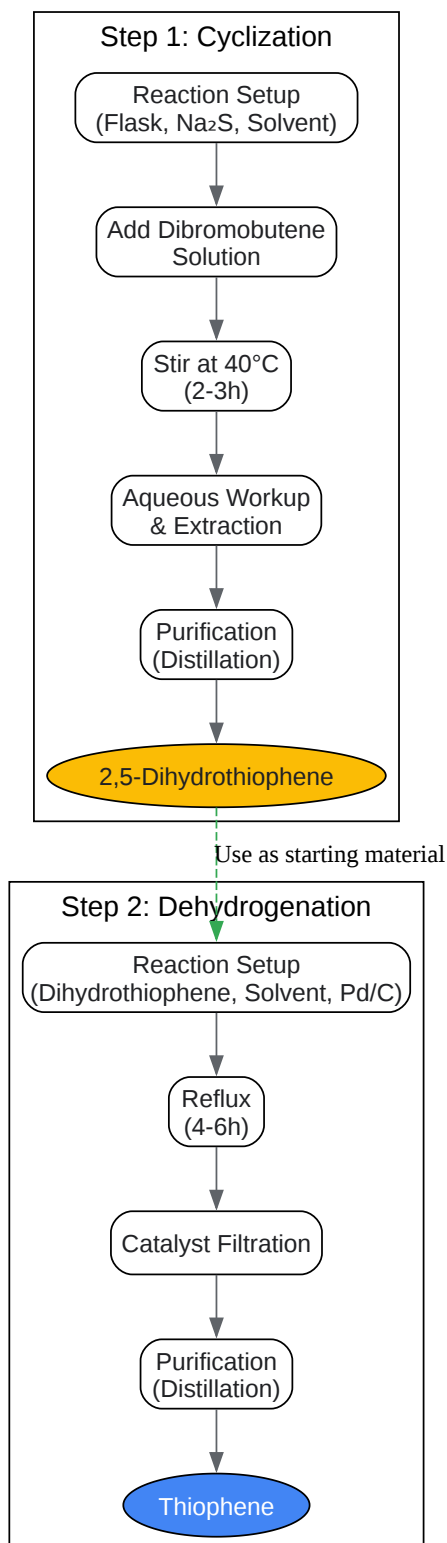 Step 1: Cyclization
Reaction Setup
(Flask, Na₂S, Solvent)
Add Dibromobutene
Solution
Stir at 40°C
(2-3h)
Aqueous Workup
& Extraction
Purification
(Distillation)
2,5-Dihydrothiophene
Use as starting material
Step 2: Dehydrogenation
Reaction Setup
(Dihydrothiophene, Solvent, Pd/C)
Reflux
(4-6h)
Catalyst Filtration
Purification
(Distillation)
Thiophene